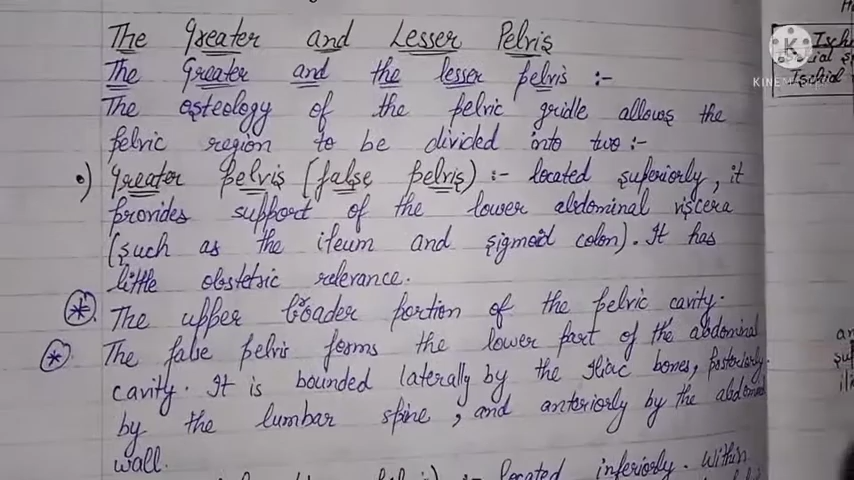 The Greater and Lesser Pelvis
The Greater and the lesser pelvis :-
The osteology of the pelvic gridle allows the
pelvic region to be divided into two :-
•) Greater pelvis (false pelvis) :- located superiorly, it
provides support of the lower abdominal viscera
(such as the ileum and sigmoid colon). It has
little obstetric relevance.
* The upper broader portion of the pelvic cavity.
* The false pelvis forms the lower part of the abdominal
cavity. It is bounded laterally by the iliac bones, posteriorly.
by the lumbar spine, and anteriorly by the
wall.
:- located inferiorly. Within
K
KINEMA
Isch
Ischial